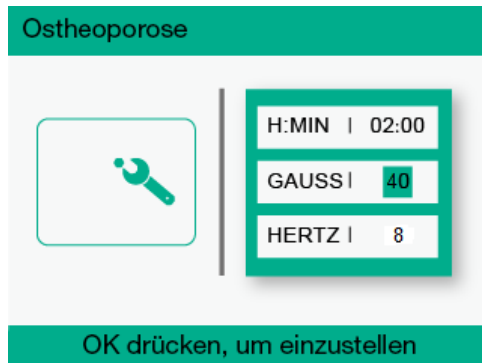 Ostheoporose
H:MIN | 02:00
GAUSS | 40
HERTZ | 8
OK drücken, um einzustellen